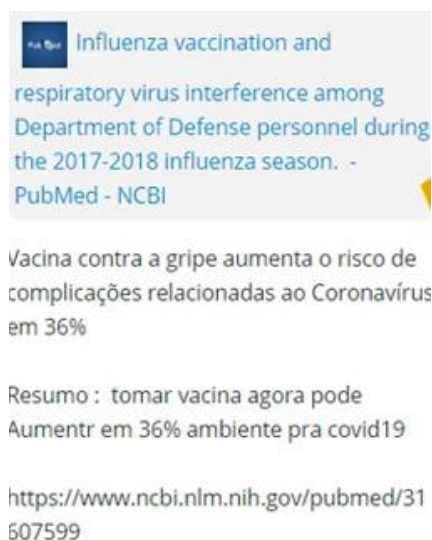 Influenza vaccination and
respiratory virus interference among
Department of Defense personnel during
the 2017-2018 influenza season. -
PubMed - NCBI
Vacina contra a gripe aumenta o risco de
complicações relacionadas ao Coronavírus
em 36%
Resumo : tomar vacina agora pode
Aumentr em 36% ambiente pra covid19
https://www.ncbi.nlm.nih.gov/pubmed/31
607599